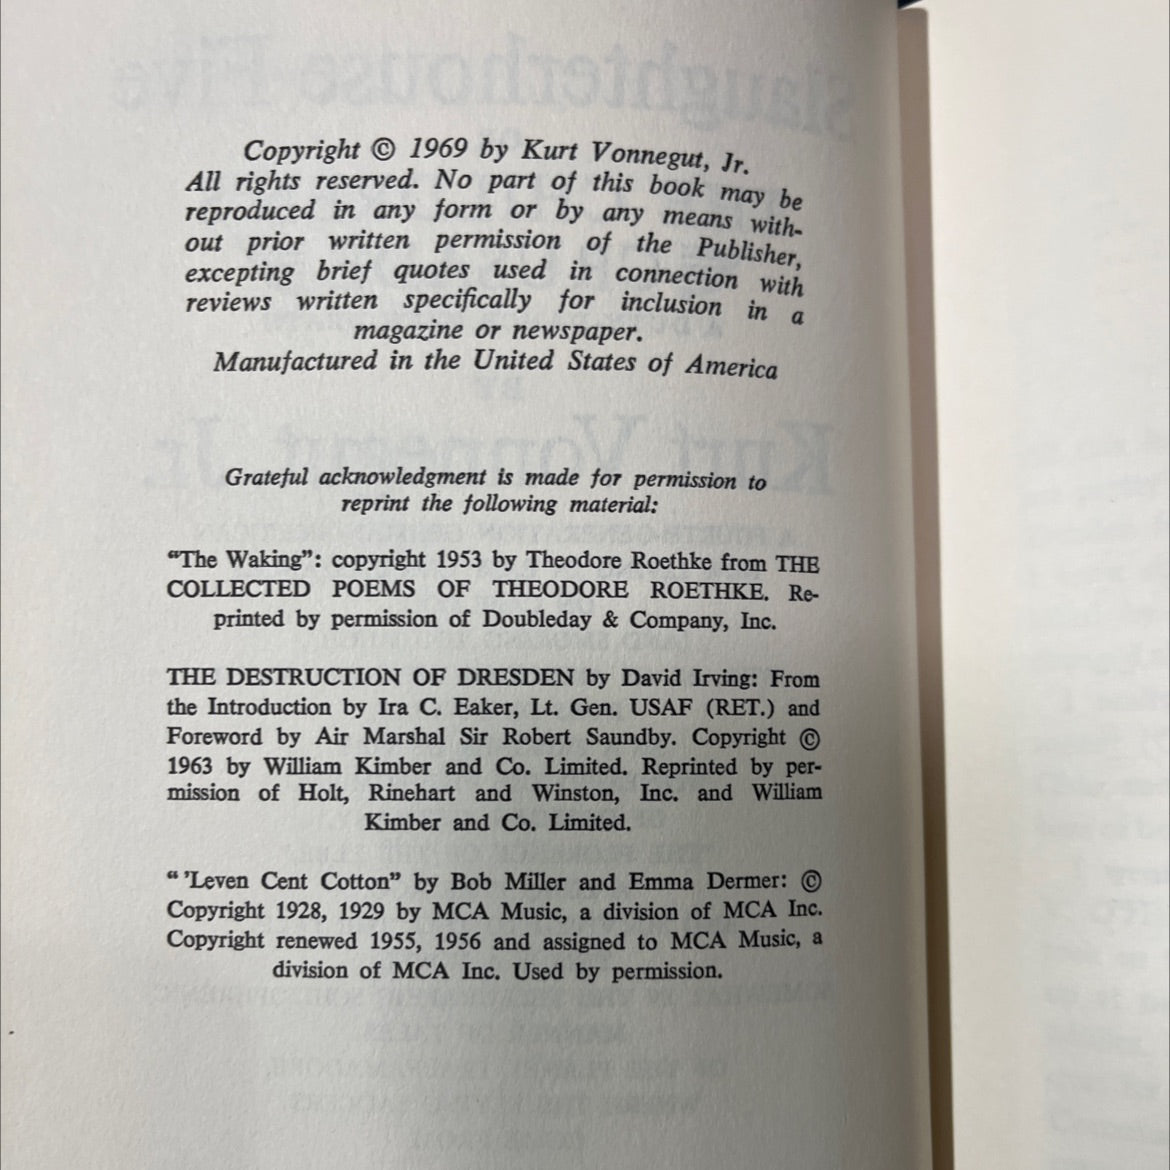 Copyright © 1969 by Kurt Vonnegut, Jr.
All rights reserved. No part of this book may be
reproduced in any form or by any means with-
out prior written permission of the Publisher,
excepting brief quotes used in connection with
reviews written specifically for inclusion in a
magazine or newspaper.
Manufactured in the United States of America
Grateful acknowledgment is made for permission to
reprint the following material:
“The Waking”: copyright 1953 by Theodore Roethke from THE
COLLECTED POEMS OF THEODORE ROETHKE. Re-
printed by permission of Doubleday & Company, Inc.
THE DESTRUCTION OF DRESDEN by David Irving: From
the Introduction by Ira C. Eaker, Lt. Gen. USAF (RET.) and
Foreword by Air Marshal Sir Robert Saundby. Copyright ©
1963 by William Kimber and Co. Limited. Reprinted by per-
mission of Holt, Rinehart and Winston, Inc. and William
Kimber and Co. Limited.
“ ’Leven Cent Cotton” by Bob Miller and Emma Dermer: ©
Copyright 1928, 1929 by MCA Music, a division of MCA Inc.
Copyright renewed 1955, 1956 and assigned to MCA Music, a
division of MCA Inc. Used by permission.